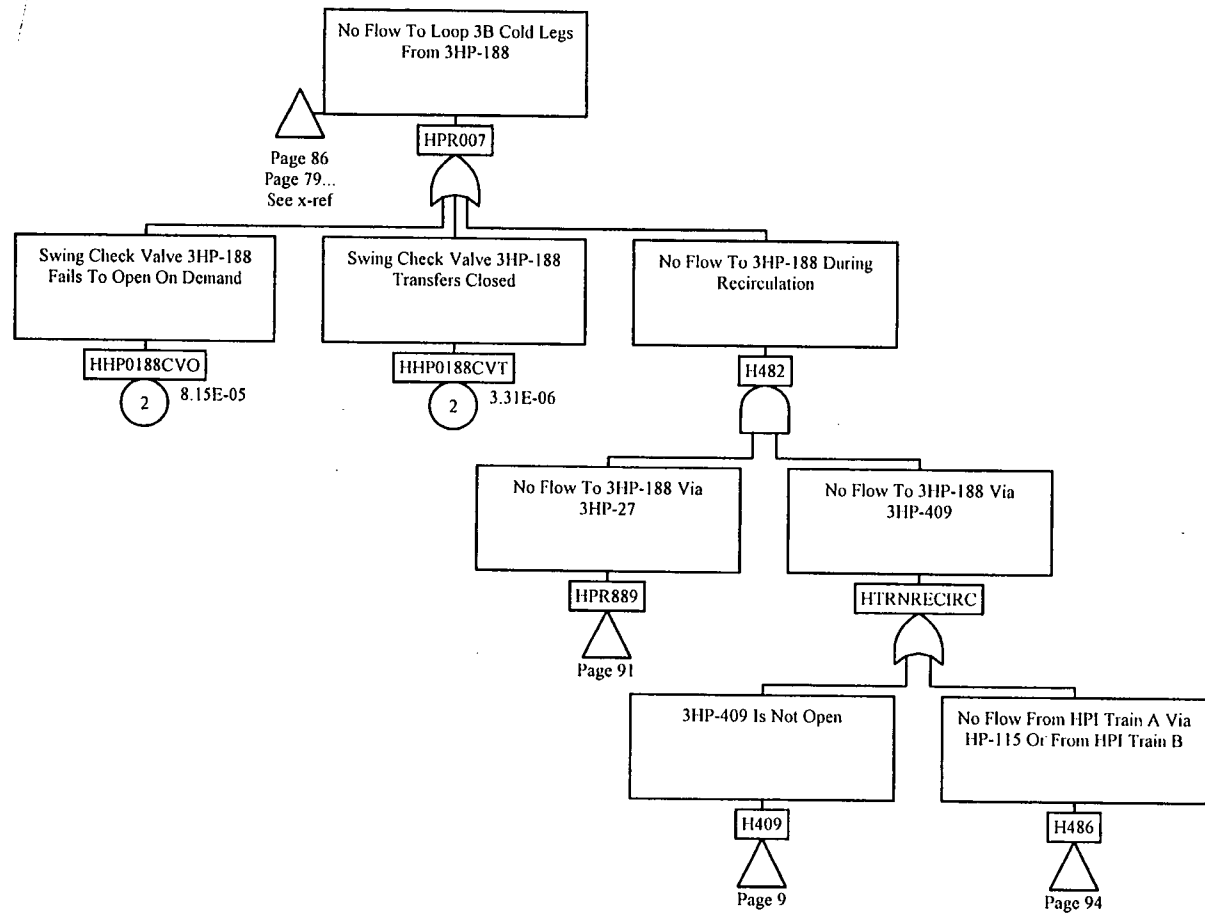 No Flow To Loop 3B Cold Legs
From 3HP-188
HPR007
Page 86
Page 79...
See x-ref
Swing Check Valve 3HP-188
Fails To Open On Demand
HHP0188CVO
2
8.15E-05
Swing Check Valve 3HP-188
Transfers Closed
HHP0188CVT
2
3.31E-06
No Flow To 3HP-188 During
Recirculation
H482
No Flow To 3HP-188 Via
3HP-27
HPR889
Page 91
No Flow To 3HP-188 Via
3HP-409
HTRNRECIRC
3HP-409 Is Not Open
H409
Page 9
No Flow From HPI Train A Via
HP-115 Or From HPI Train B
H486
Page 94